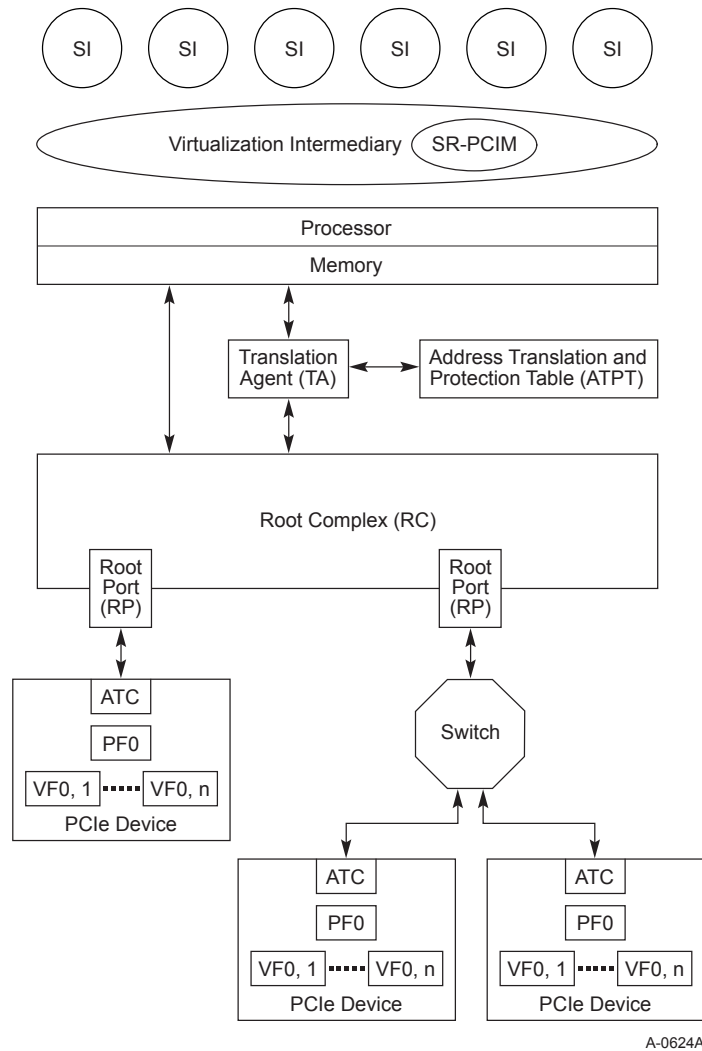 SI SI SI SI SI SI
Virtualization Intermediary SR-PCIM
Processor
Memory
Translation
Agent (TA)
Address Translation and
Protection Table (ATPT)
Root Complex (RC)
Root
Port
(RP)
Root
Port
(RP)
ATC
PF0
VF0, 1 VF0, n
PCIe Device
Switch
ATC
PF0
VF0, 1 VF0, n
PCIe Device
ATC
PF0
VF0, 1 VF0, n
PCIe Device
A-0624A